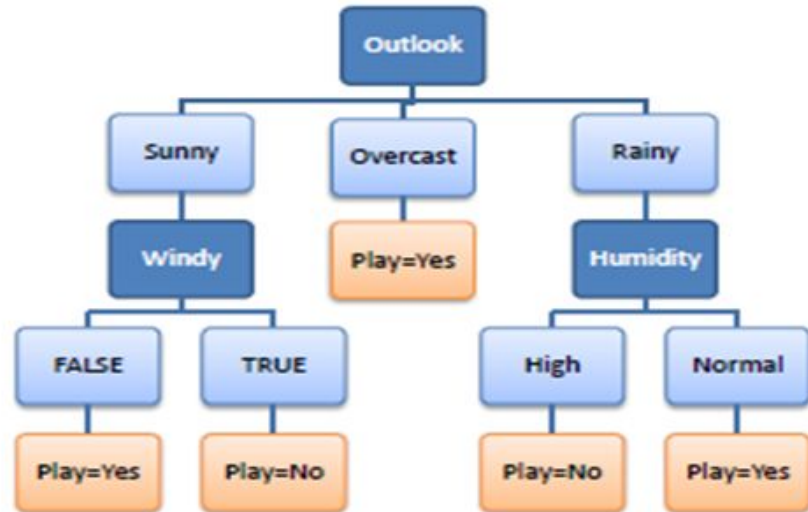 Outlook
Sunny
Overcast
Rainy
Windy
Play=Yes
Humidity
FALSE
TRUE
High
Normal
Play=Yes
Play=No
Play=No
Play=Yes